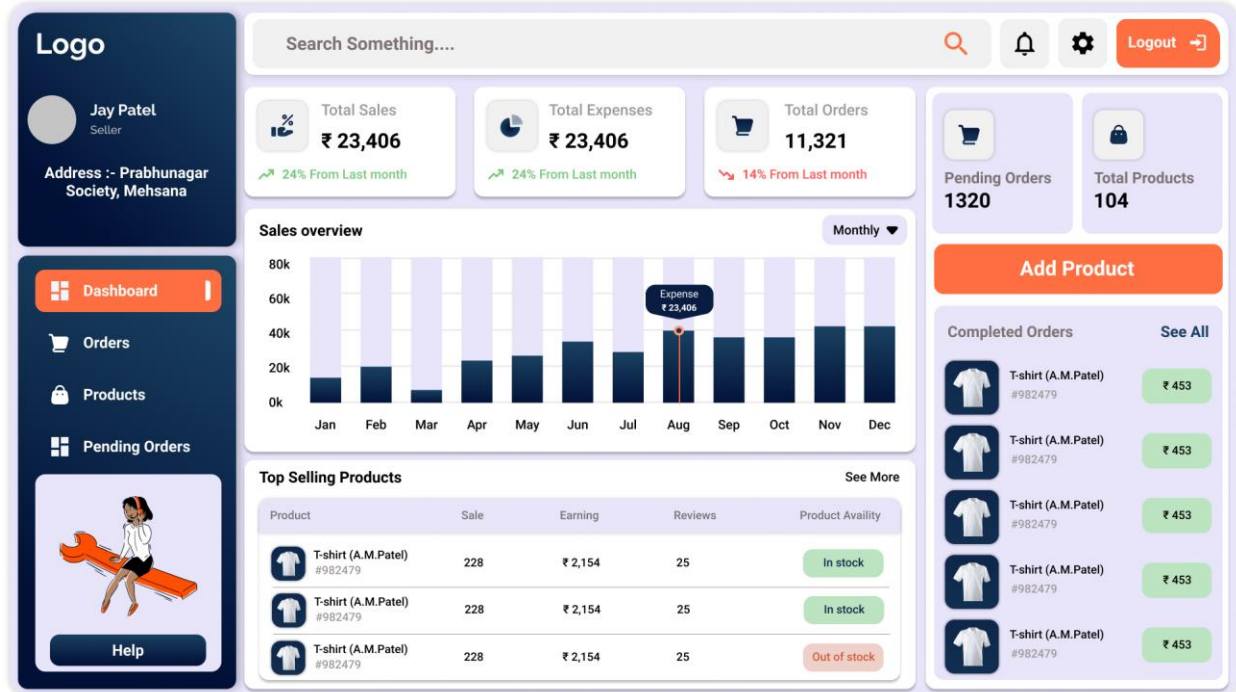 Logo
Jay Patel
Seller
Address :- Prabhunagar
Society, Mehsana
Dashboard
Orders
Products
Pending Orders
Help
Search Something....
Logout
Total Sales
₹ 23,406
24% From Last month
Total Expenses
₹ 23,406
24% From Last month
Total Orders
11,321
14% From Last month
Sales overview
Monthly
80k
60k
40k
20k
0k
Expense
₹ 23,406
Jan Feb Mar Apr May Jun Jul Aug Sep Oct Nov Dec
Top Selling Products
See More
Product Sale Earning Reviews Product Availity
T-shirt (A.M.Patel)
#982479
228 ₹ 2,154 25 In stock
T-shirt (A.M.Patel)
#982479
228 ₹ 2,154 25 In stock
T-shirt (A.M.Patel)
#982479
228 ₹ 2,154 25 Out of stock
Pending Orders
1320
Total Products
104
Add Product
Completed Orders
See All
T-shirt (A.M.Patel)
#982479
₹ 453
T-shirt (A.M.Patel)
#982479
₹ 453
T-shirt (A.M.Patel)
#982479
₹ 453
T-shirt (A.M.Patel)
#982479
₹ 453
T-shirt (A.M.Patel)
#982479
₹ 453